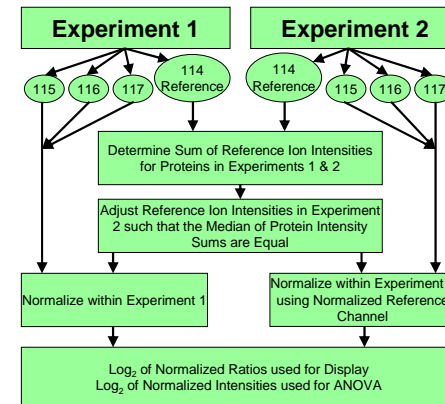 Experiment 1
Experiment 2
115
116
117
114
Reference
114
Reference
115
116
117
Determine Sum of Reference Ion Intensities
for Proteins in Experiments 1 & 2
Adjust Reference Ion Intensities in Experiment
2 such that the Median of Protein Intensity
Sums are Equal
Normalize within Experiment 1
Normalize within Experiment
using Normalized Reference
Channel
Log₂ of Normalized Ratios used for Display
Log₂ of Normalized Intensities used for ANOVA